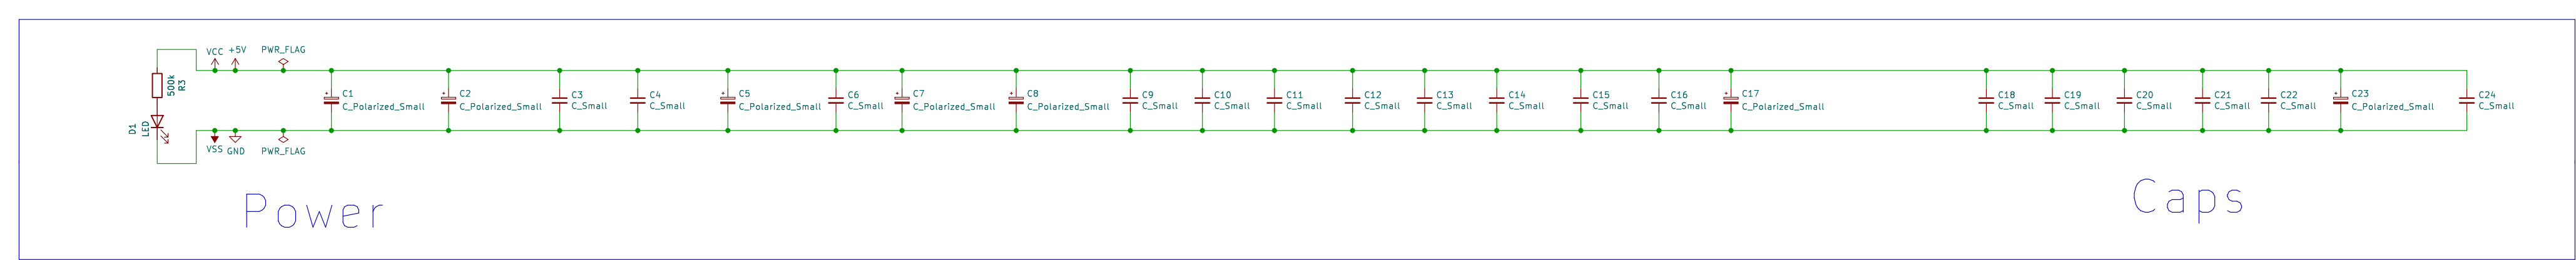 VCC
+5V
PWR_FLAG
500k
R3
D1
LED
VSS
GND
PWR_FLAG
C1
C_Polarized_Small
C2
C_Polarized_Small
C3
C_Small
C4
C_Small
C5
C_Polarized_Small
C6
C_Small
C7
C_Polarized_Small
C8
C_Polarized_Small
C9
C_Small
C10
C_Small
C11
C_Small
C12
C_Small
C13
C_Small
C14
C_Small
C15
C_Small
C16
C_Small
C17
C_Polarized_Small
C18
C_Small
C19
C_Small
C20
C_Small
C21
C_Small
C22
C_Small
C23
C_Polarized_Small
C24
C_Small
Power
Caps